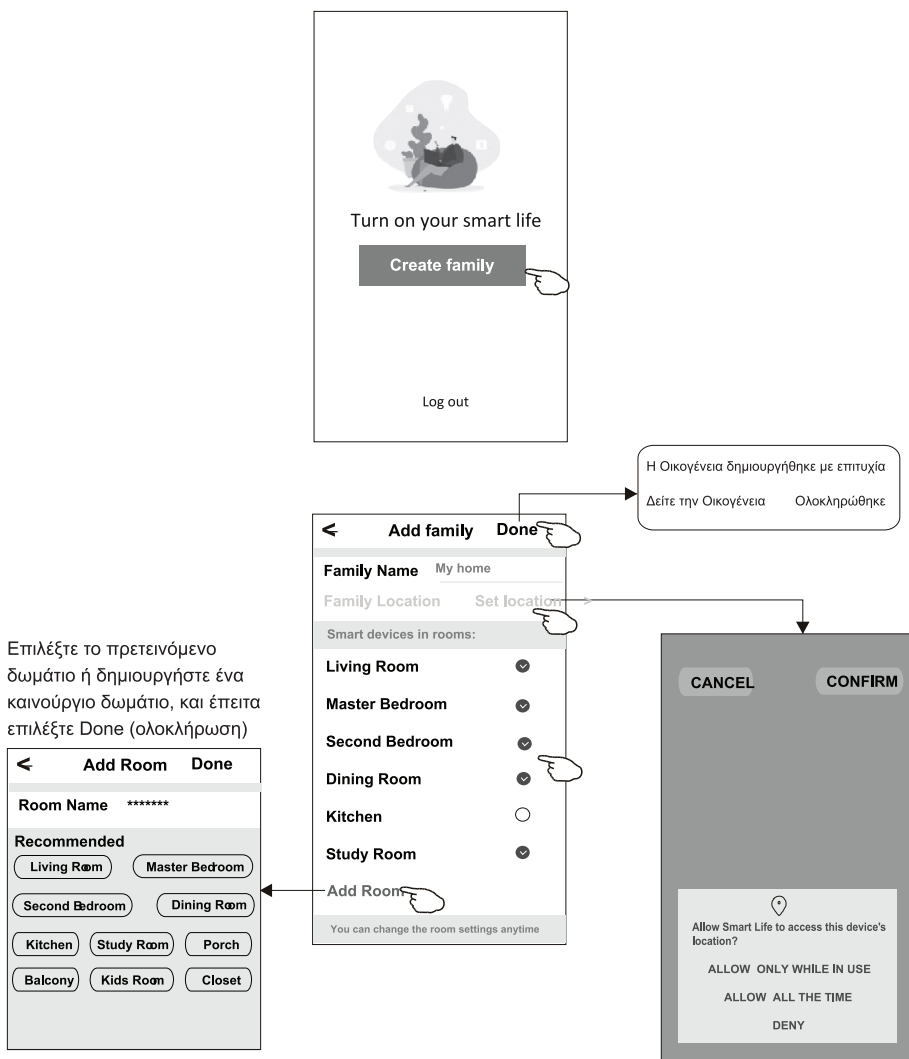 Turn on your smart life
Create family
Log out
Η Οικογένεια δημιουργήθηκε με επιτυχία
Δείτε την Οικογένεια Ολοκληρώθηκε
< Add family Done
Family Name My home
Family Location Set location >
Smart devices in rooms:
Living Room
Master Bedroom
Second Bedroom
Dining Room
Kitchen
Study Room
Add Room
You can change the room settings anytime
Επιλέξτε το πρετεινόμενο
δωμάτιο ή δημιουργήστε ένα
καινούργιο δωμάτιο, και έπειτα
επιλέξτε Done (ολοκλήρωση)
< Add Room Done
Room Name *******
Recommended
Living Room Master Bedroom
Second Bedroom Dining Room
Kitchen Study Room Porch
Balcony Kids Room Closet
CANCEL CONFIRM
Allow Smart Life to access this device's
location?
ALLOW ONLY WHILE IN USE
ALLOW ALL THE TIME
DENY